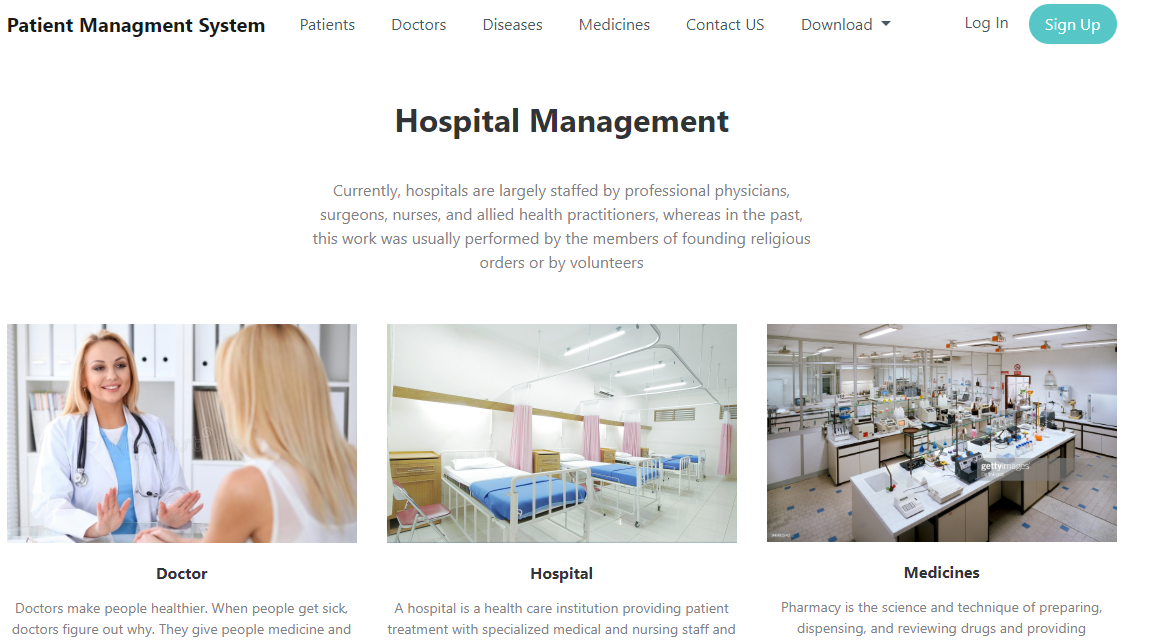 Patient Managment System
Patients
Doctors
Diseases
Medicines
Contact US
Download
Log In
Sign Up
Hospital Management
Currently, hospitals are largely staffed by professional physicians,
surgeons, nurses, and allied health practitioners, whereas in the past,
this work was usually performed by the members of founding religious
orders or by volunteers
gettyimages
Doctor
Hospital
Medicines
Doctors make people healthier. When people get sick,
doctors figure out why. They give people medicine and
A hospital is a health care institution providing patient
treatment with specialized medical and nursing staff and
Pharmacy is the science and technique of preparing,
dispensing, and reviewing drugs and providing